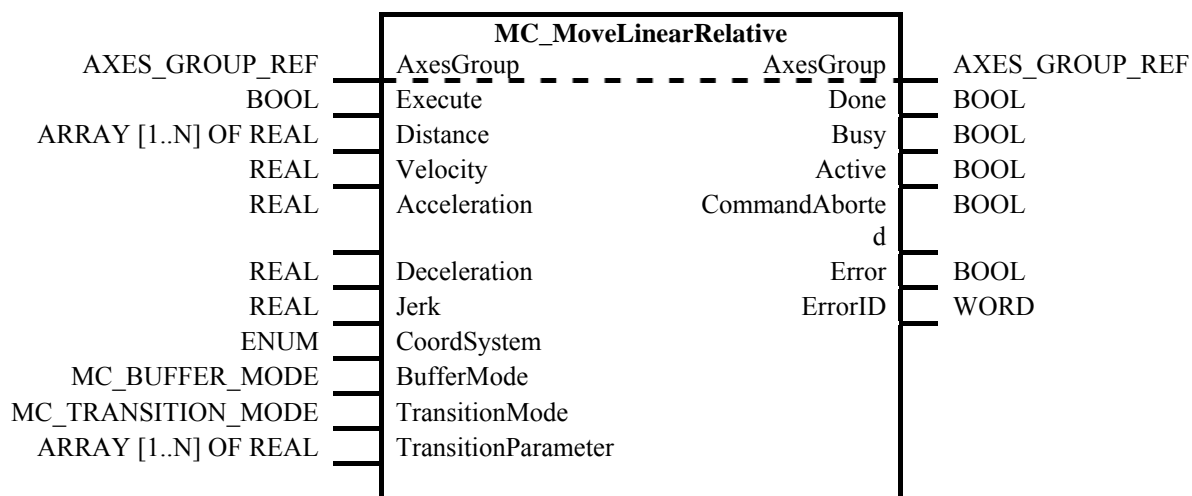 MC_MoveLinearRelative
AXES_GROUP_REF AxesGroup AxesGroup AXES_GROUP_REF
BOOL Execute Done BOOL
ARRAY [1..N] OF REAL Distance Busy BOOL
REAL Velocity Active BOOL
REAL Acceleration CommandAborte BOOL
d
REAL Deceleration Error BOOL
REAL Jerk ErrorID WORD
ENUM CoordSystem
MC_BUFFER_MODE BufferMode
MC_TRANSITION_MODE TransitionMode
ARRAY [1..N] OF REAL TransitionParameter